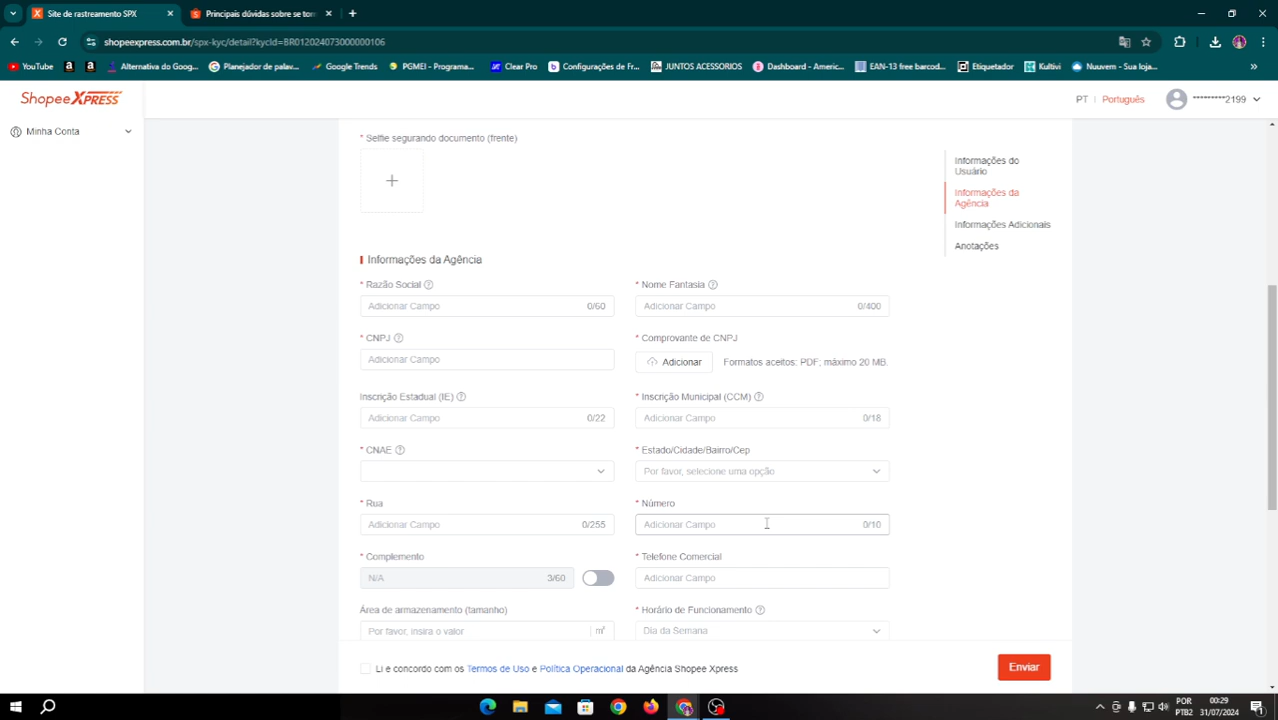 Site de rastreamento SPX
Principais dúvidas sobre se torn
shopeexpress.com.br/spx-kyc/detail?kycId=BR012024073000000106
YouTube
Alternativa do Goog...
Planejador de palav...
Google Trends
PGMEI - Programa...
Clear Pro
Configurações de Fr...
JUNTOS ACESSORIOS
Dashboard - Americ...
EAN-13 free barcod...
Etiquetador
Kultivi
Nuuvem - Sua loja...
Shopee XPRESS
PT | Português
*********2199
Minha Conta
* Selfie segurando documento (frente)
Informações do
Usuário
Informações da
Agência
Informações Adicionais
Anotações
Informações da Agência
* Razão Social
* Nome Fantasia
Adicionar Campo 0/60
Adicionar Campo 0/400
* CNPJ
* Comprovante de CNPJ
Adicionar Campo
Adicionar
Formatos aceitos: PDF; máximo 20 MB.
Inscrição Estadual (IE)
* Inscrição Municipal (CCM)
Adicionar Campo 0/22
Adicionar Campo 0/18
* CNAE
* Estado/Cidade/Bairro/Cep
Por favor, selecione uma opção
* Rua
* Número
Adicionar Campo 0/255
Adicionar Campo 0/10
* Complemento
* Telefone Comercial
N/A 3/60
Adicionar Campo
Área de armazenamento (tamanho)
* Horário de Funcionamento
Por favor, insira o valor m²
Dia da Semana
Li e concordo com os Termos de Uso e Política Operacional da Agência Shopee Xpress
Enviar
POR
PTB2
00:29
31/07/2024